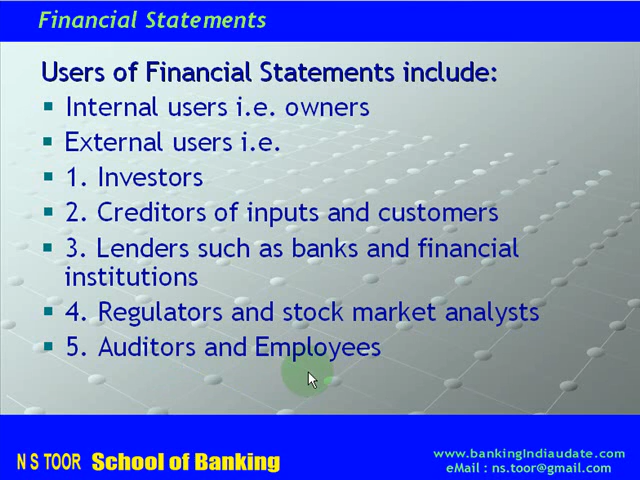 Financial Statements
Users of Financial Statements include:
▪ Internal users i.e. owners
▪ External users i.e.
▪ 1. Investors
▪ 2. Creditors of inputs and customers
▪ 3. Lenders such as banks and financial
institutions
▪ 4. Regulators and stock market analysts
▪ 5. Auditors and Employees
N S TOOR School of Banking
www.bankingIndiaudate.com
eMail : ns.toor@gmail.com